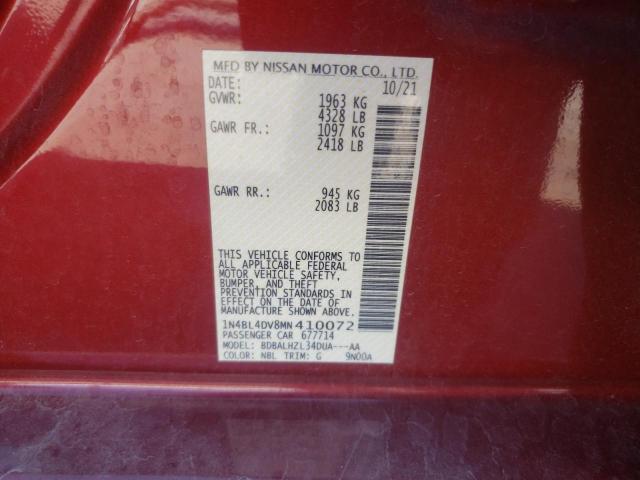 MFD BY NISSAN MOTOR CO., LTD.
DATE: 10/21
GVWR: 1963 KG
4328 LB
GAWR FR.: 1097 KG
2418 LB
GAWR RR.: 945 KG
2083 LB
THIS VEHICLE CONFORMS TO
ALL APPLICABLE FEDERAL
MOTOR VEHICLE SAFETY,
BUMPER, AND THEFT
PREVENTION STANDARDS IN
EFFECT ON THE DATE OF
MANUFACTURE SHOWN ABOVE.
1N4BL4DV8MN410072
PASSENGER CAR 677714
MODEL: BDBALHZL34DUA---AA
COLOR: NBL TRIM: G 9N00A